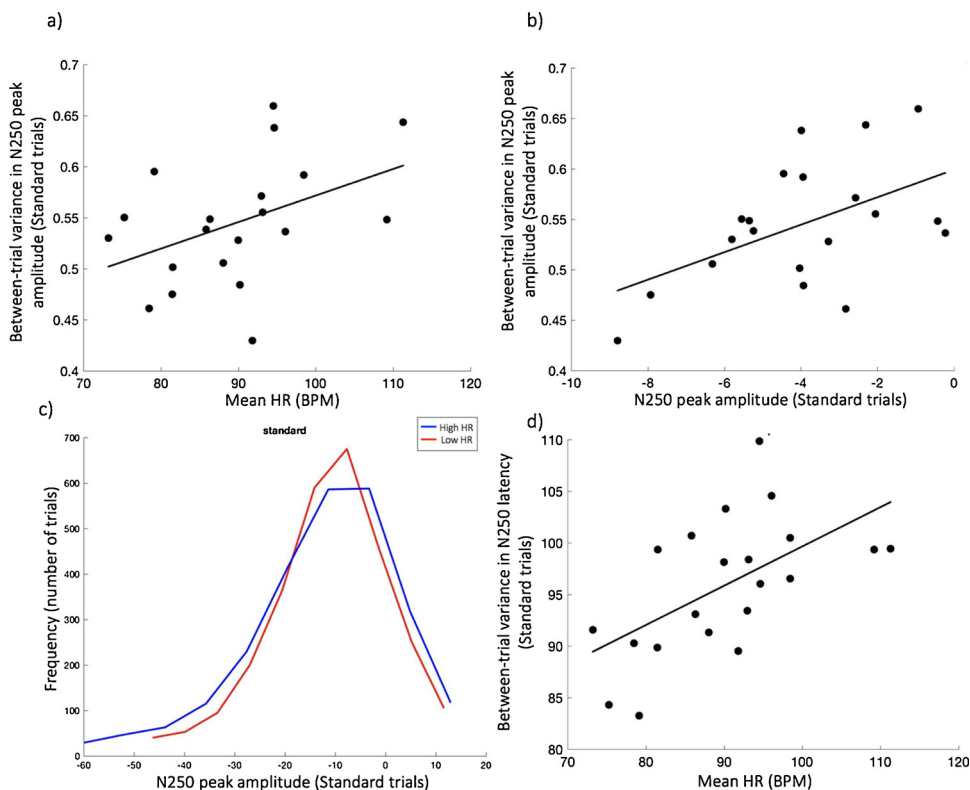 a)
Between-trial variance in N250 peak
amplitude (Standard trials)
0.7
0.65
0.6
0.55
0.5
0.45
0.4
70 80 90 100 110 120
Mean HR (BPM)
b)
Between-trial variance in N250 peak
amplitude (Standard trials)
0.7
0.65
0.6
0.55
0.5
0.45
0.4
-10 -8 -6 -4 -2 0
N250 peak amplitude (Standard trials)
c)
standard
High HR
Low HR
Frequency (number of trials)
700
600
500
400
300
200
100
0
-60 -50 -40 -30 -20 -10 0 10 20
N250 peak amplitude (Standard trials)
d)
Between-trial variance in N250 latency
(Standard trials)
110
105
100
95
90
85
80
70 80 90 100 110 120
Mean HR (BPM)